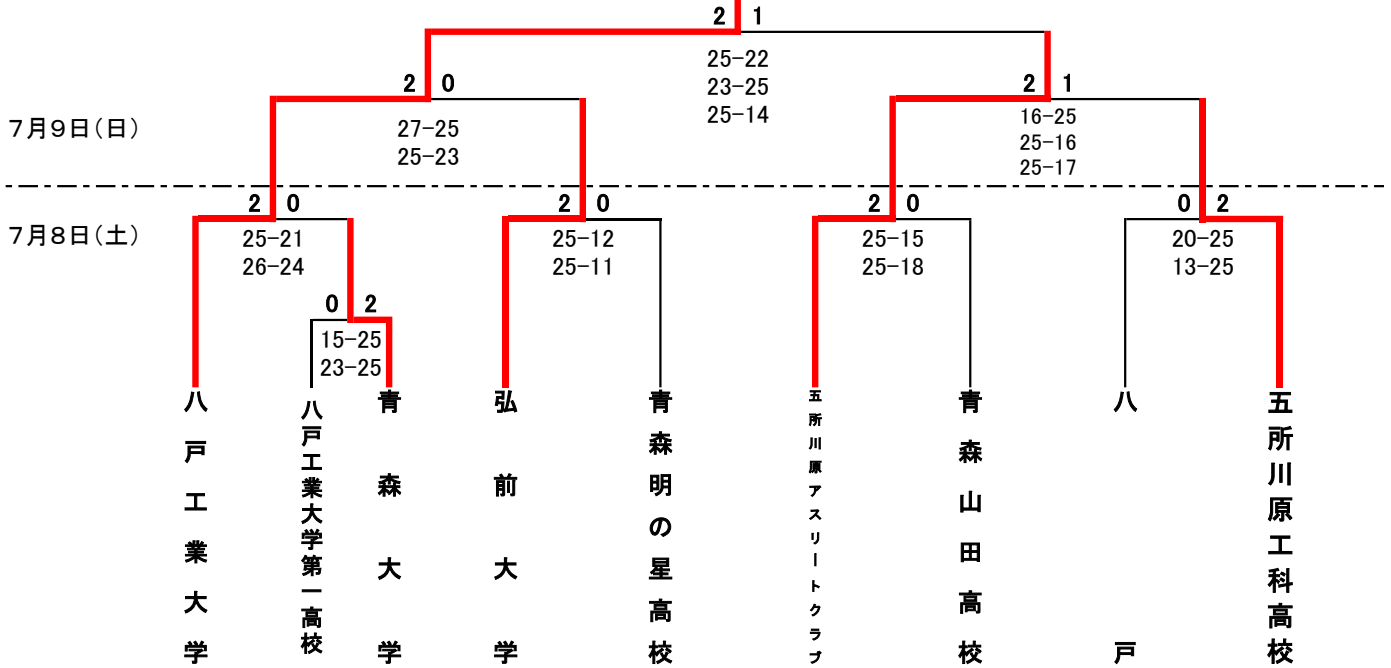 2 1
25-22
23-25
25-14
2 0
27-25
25-23
2 1
16-25
25-16
25-17
7月9日(日)
7月8日(土)
2 0
25-21
26-24
2 0
25-12
25-11
2 0
25-15
25-18
0 2
20-25
13-25
0 2
15-25
23-25
八戸工業大学
八戸工業大学第一高校
青森大学
弘前大学
青森明の星高校
五所川原アスリートクラブ
青森山田高校
八戸
五所川原工科高校